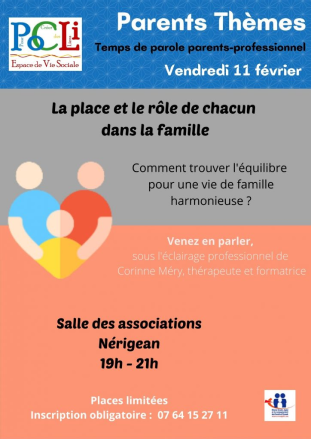 Parents Thèmes
PoCLi
Espace de Vie Sociale
Temps de parole parents-professionnel
Vendredi 11 février
La place et le rôle de chacun
dans la famille
Comment trouver l'équilibre
pour une vie de famille
harmonieuse ?
Venez en parler,
sous l'éclairage professionnel de
Corinne Méry, thérapeute et formatrice
Salle des associations
Nérigean
19h - 21h
Places limitées
Inscription obligatoire : 07 64 15 27 11